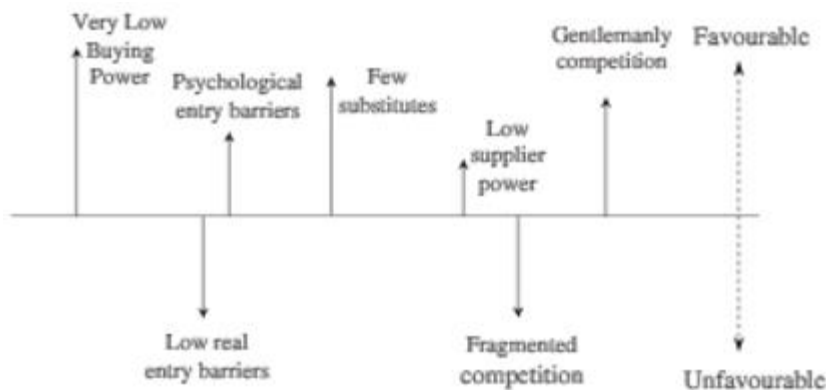 Very Low
Buying
Power
Psychological
entry barriers
Few
substitutes
Low
supplier
power
Gentlemanly
competition
Favourable
Low real
entry barriers
Fragmented
competition
Unfavourable